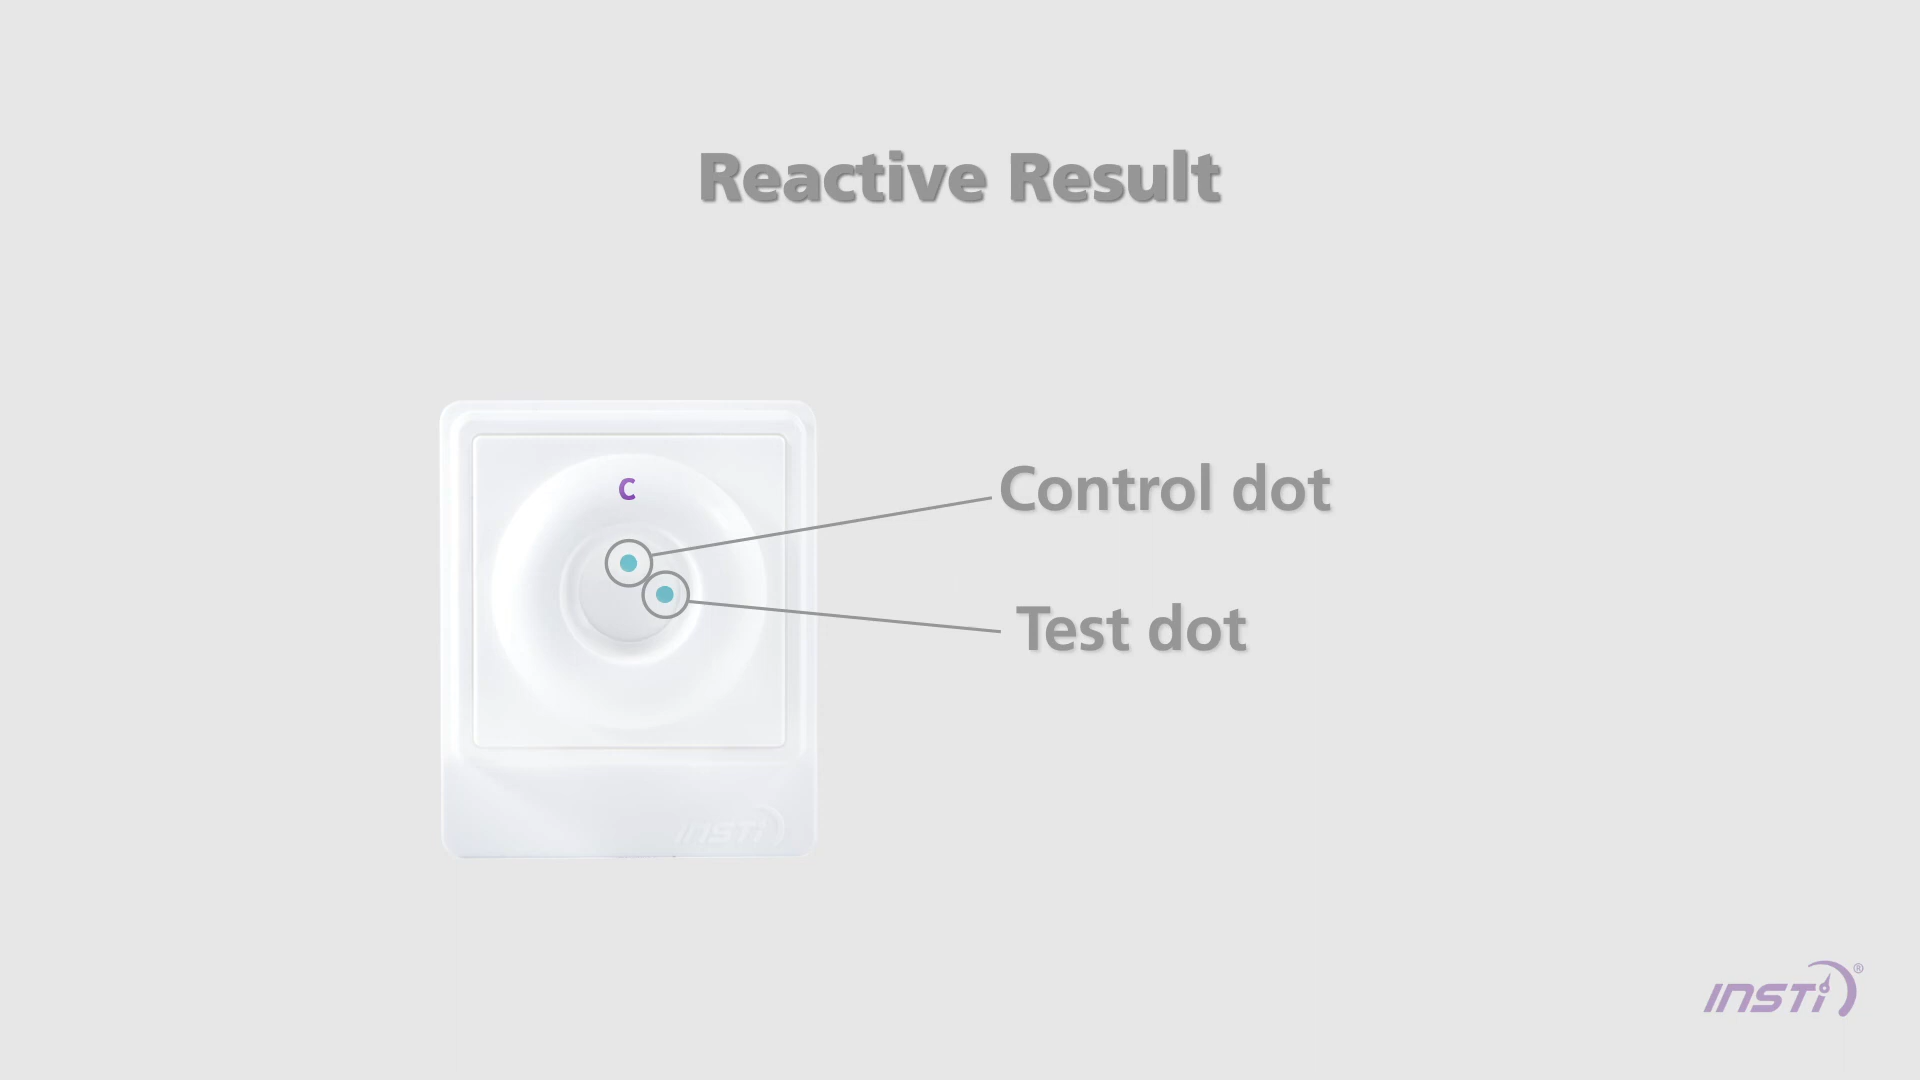 Reactive Result
C
Control dot
Test dot
INSTi
INSTi®